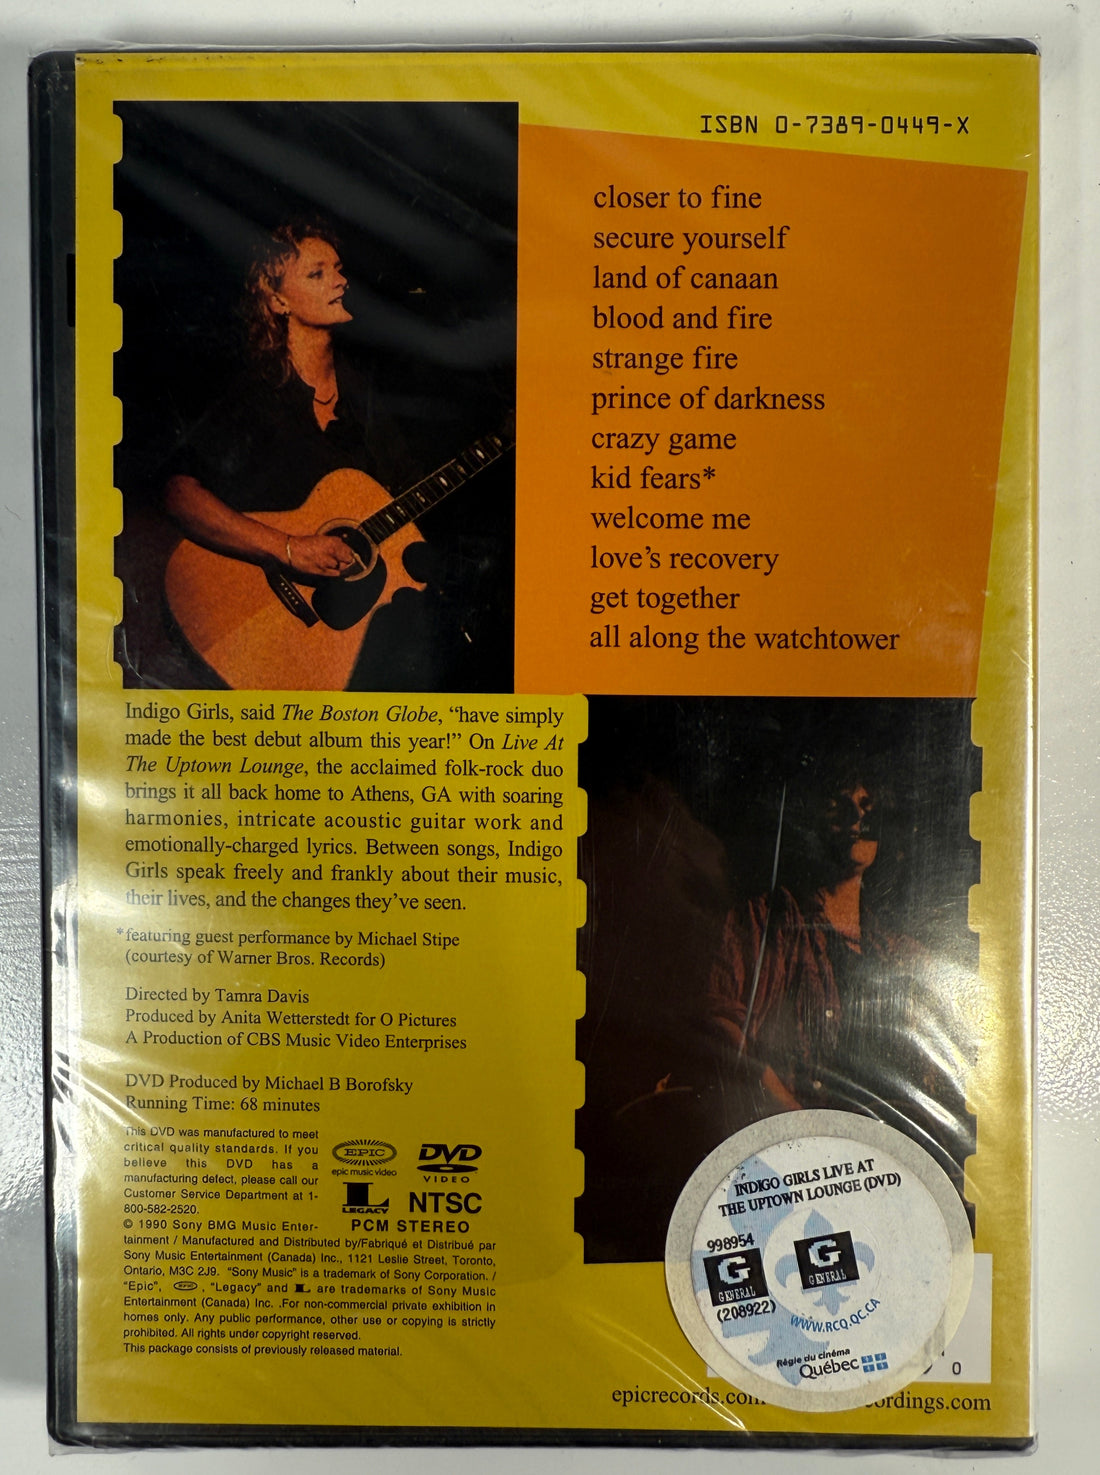 ISBN 0-7389-0449-X
closer to fine
secure yourself
land of canaan
blood and fire
strange fire
prince of darkness
crazy game
kid fears*
welcome me
love's recovery
get together
all along the watchtower
Indigo Girls, said The Boston Globe, “have simply
made the best debut album this year!” On Live At
The Uptown Lounge, the acclaimed folk-rock duo
brings it all back home to Athens, GA with soaring
harmonies, intricate acoustic guitar work and
emotionally-charged lyrics. Between songs, Indigo
Girls speak freely and frankly about their music,
their lives, and the changes they've seen.
*featuring guest performance by Michael Stipe
(courtesy of Warner Bros. Records)
Directed by Tamra Davis
Produced by Anita Wetterstedt for O Pictures
A Production of CBS Music Video Enterprises
DVD Produced by Michael B Borofsky
Running Time: 68 minutes
This DVD was manufactured to meet
critical quality standards. If you
believe this DVD has a
manufacturing defect, please call our
Customer Service Department at 1-
800-582-2520.
© 1990 Sony BMG Music Enter-
tainment / Manufactured and Distributed by/Fabriqué et Distribué par
Sony Music Entertainment (Canada) Inc., 1121 Leslie Street, Toronto,
Ontario, M3C 2J9. “Sony Music” is a trademark of Sony Corporation. /
“Epic”, EPIC, “Legacy” and L are trademarks of Sony Music
Entertainment (Canada) Inc. .For non-commercial private exhibition in
homes only. Any public performance, other use or copying is strictly
prohibited. All rights under copyright reserved.
This package consists of previously released material.
EPIC
epic music video
DVD
VIDEO
L
LEGACY
NTSC
PCM STEREO
INDIGO GIRLS LIVE AT
THE UPTOWN LOUNGE (DVD)
998954
G
GENERAL
(208922)
G
GENERAL
WWW.RCQ.QC.CA
Régie du cinéma
Québec
0
epicrecords.com
ordings.com